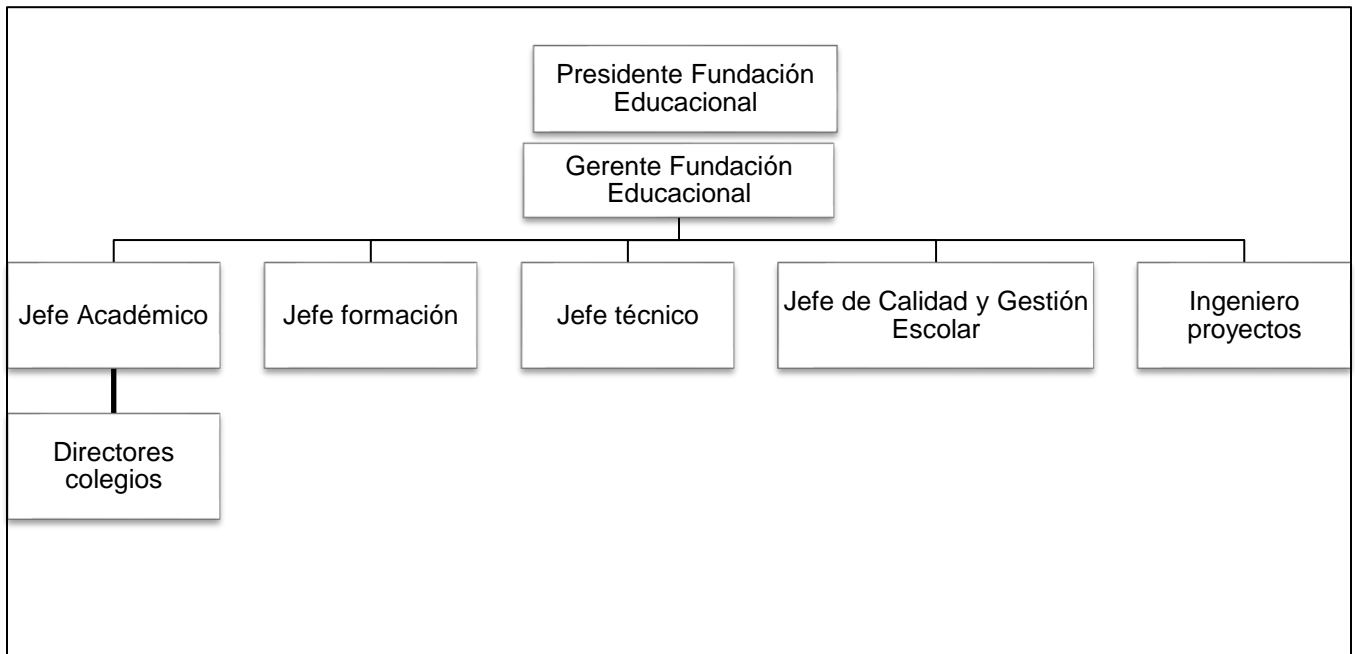 Presidente Fundación
Educacional
Gerente Fundación
Educacional
Jefe Académico
Jefe formación
Jefe técnico
Jefe de Calidad y Gestión
Escolar
Ingeniero
proyectos
Directores
colegios